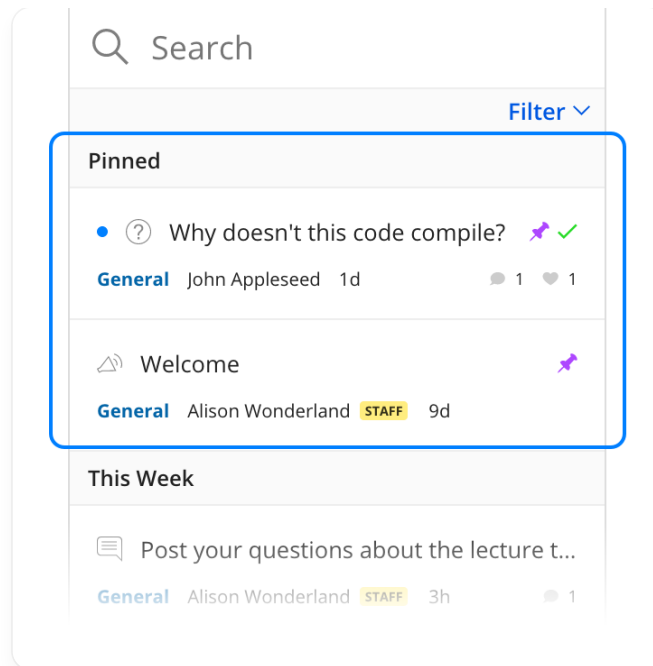 Search
Filter
Pinned
Why doesn't this code compile?
General John Appleseed 1d 1 1
Welcome
General Alison Wonderland STAFF 9d
This Week
Post your questions about the lecture t...
General Alison Wonderland STAFF 3h 1